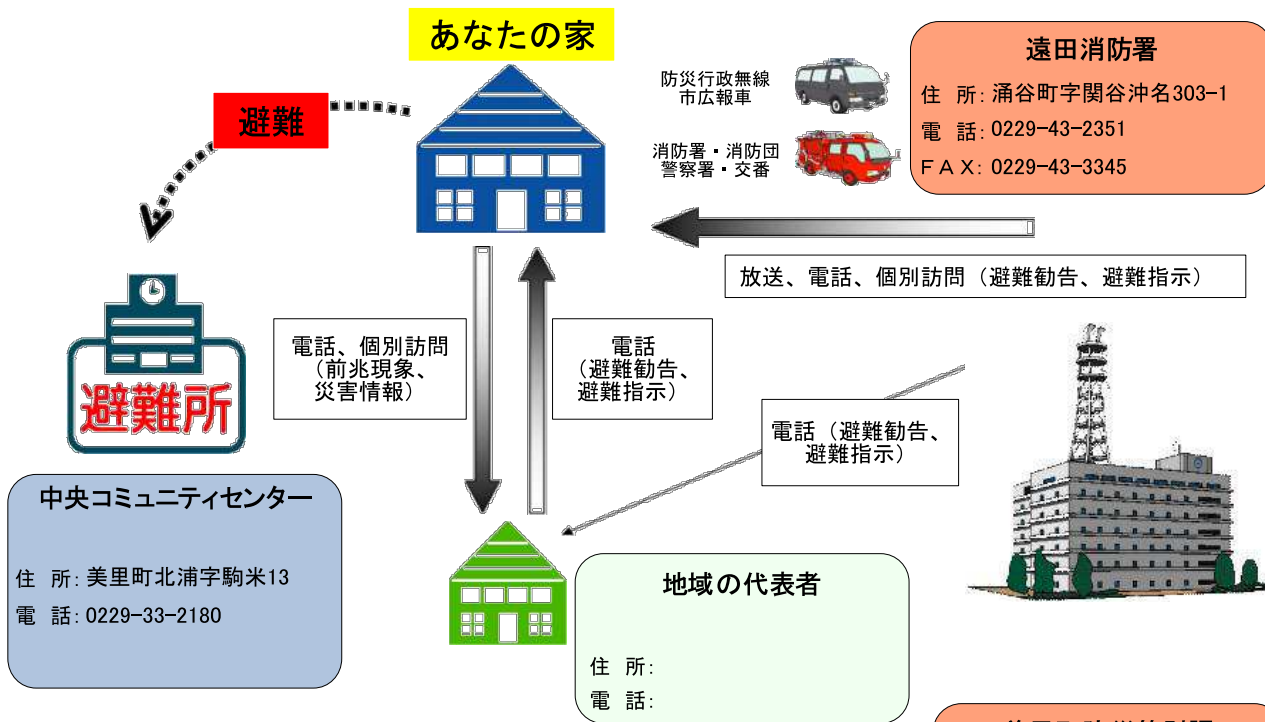 あなたの家
避難
防災行政無線
市広報車
消防署・消防団
警察署・交番
遠田消防署
住 所: 涌谷町字関谷沖名303-1
電 話: 0229-43-2351
FAX: 0229-43-3345
放送、電話、個別訪問（避難勧告、避難指示）
電話、個別訪問
（前兆現象、
災害情報）
電話
（避難勧告、
避難指示）
電話（避難勧告、
避難指示）
避難所
中央コミュニティセンター
住 所: 美里町北浦字駒米13
電 話: 0229-33-2180
地域の代表者
住 所:
電 話: